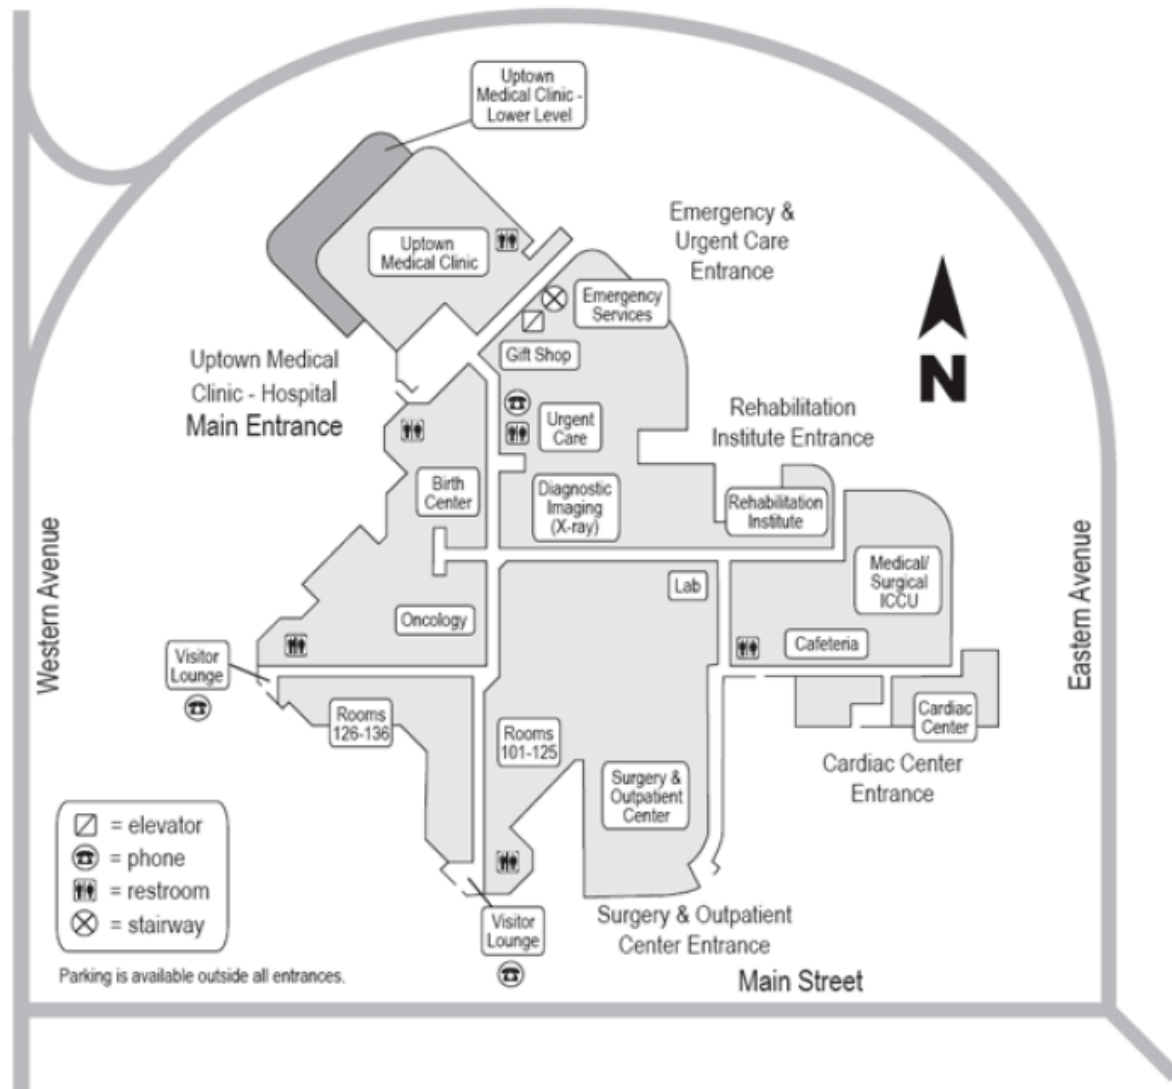 Uptown
Medical Clinic -
Lower Level
Emergency &
Urgent Care
Entrance
Uptown
Medical Clinic
Emergency
Services
Gift Shop
Uptown Medical
Clinic - Hospital
Main Entrance
N
Rehabilitation
Institute Entrance
Urgent
Care
Birth
Center
Diagnostic
Imaging
(X-ray)
Rehabilitation
Institute
Western Avenue
Eastern Avenue
Medical/
Surgical
ICCU
Lab
Oncology
Cafeteria
Visitor
Lounge
Rooms
126-136
Rooms
101-125
Cardiac
Center
Surgery &
Outpatient
Center
Cardiac Center
Entrance
= elevator
= phone
= restroom
= stairway
Visitor
Lounge
Surgery & Outpatient
Center Entrance
Parking is available outside all entrances.
Main Street